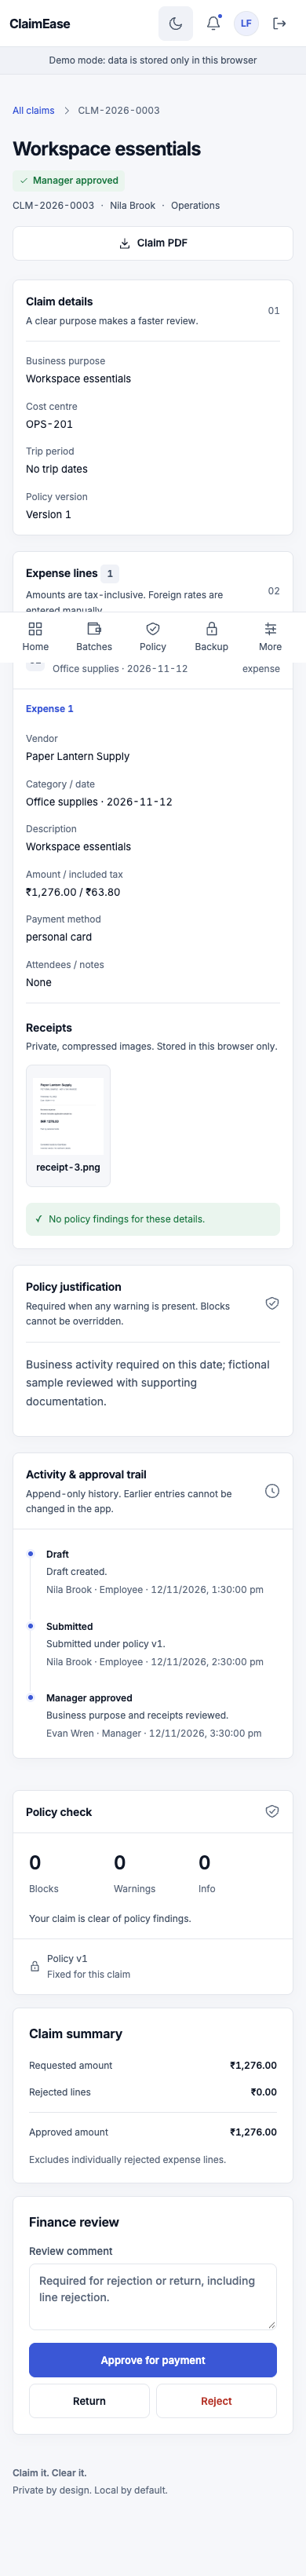 ClaimEase
LF
Demo mode: data is stored only in this browser
All claims > CLM-2026-0003
Workspace essentials
Manager approved
CLM-2026-0003 · Nila Brook · Operations
Claim PDF
Claim details
A clear purpose makes a faster review.
01
Business purpose
Workspace essentials
Cost centre
OPS-201
Trip period
No trip dates
Policy version
Version 1
Expense lines 1
Amounts are tax-inclusive. Foreign rates are
entered manually.
02
Home
Batches
Policy
Backup
More
Office supplies · 2026-11-12
expense
Expense 1
Vendor
Paper Lantern Supply
Category / date
Office supplies · 2026-11-12
Description
Workspace essentials
Amount / included tax
₹1,276.00 / ₹63.80
Payment method
personal card
Attendees / notes
None
Receipts
Private, compressed images. Stored in this browser only.
Paper Lantern Supply
receipt-3.png
✓ No policy findings for these details.
Policy justification
Required when any warning is present. Blocks
cannot be overridden.
Business activity required on this date; fictional
sample reviewed with supporting
documentation.
Activity & approval trail
Append-only history. Earlier entries cannot be
changed in the app.
Draft
Draft created.
Nila Brook · Employee · 12/11/2026, 1:30:00 pm
Submitted
Submitted under policy v1.
Nila Brook · Employee · 12/11/2026, 2:30:00 pm
Manager approved
Business purpose and receipts reviewed.
Evan Wren · Manager · 12/11/2026, 3:30:00 pm
Policy check
0
Blocks
0
Warnings
0
Info
Your claim is clear of policy findings.
Policy v1
Fixed for this claim
Claim summary
Requested amount ₹1,276.00
Rejected lines ₹0.00
Approved amount ₹1,276.00
Excludes individually rejected expense lines.
Finance review
Review comment
Required for rejection or return, including
line rejection.
Approve for payment
Return
Reject
Claim it. Clear it.
Private by design. Local by default.